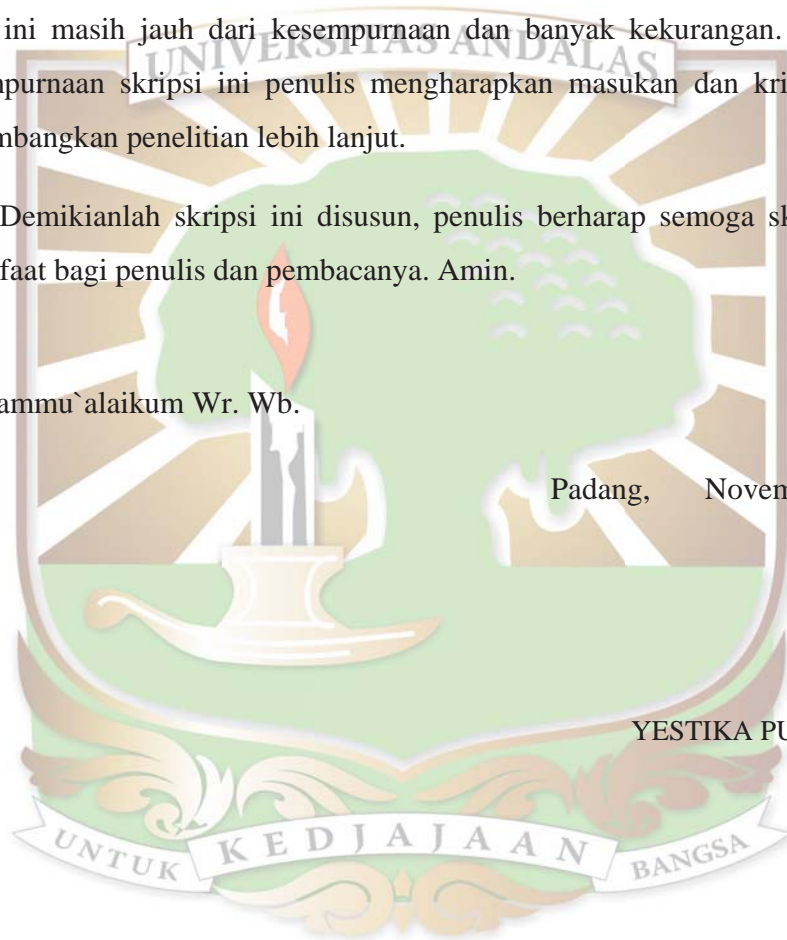 ini masih jauh dari kesempurnaan dan banyak kekurangan.
UNIVERSITAS ANDALAS
mpurnaan skripsi ini penulis mengharapkan masukan dan kri
mbangkan penelitian lebih lanjut.
Demikianlah skripsi ini disusun, penulis berharap semoga sk
faat bagi penulis dan pembacanya. Amin.
ammu`alaikum Wr. Wb.
Padang, Novem
YESTIKA PU
UNTUK KEDJAJAAN BANGSA